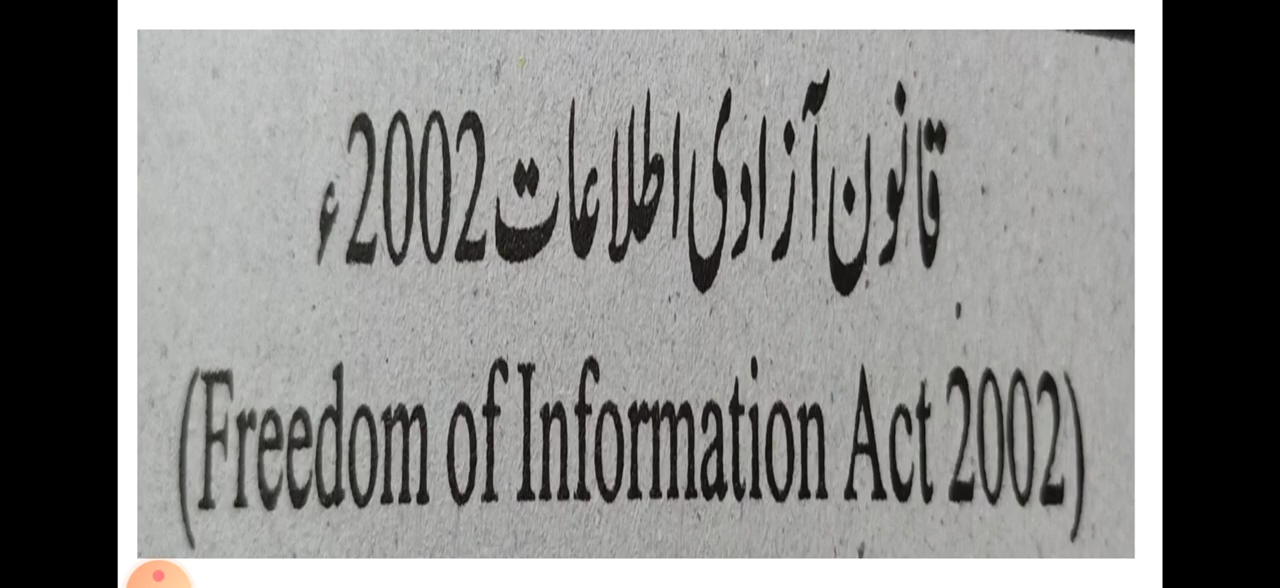 قانون آزادی اطلاعات 2002ء
(Freedom of Information Act 2002)